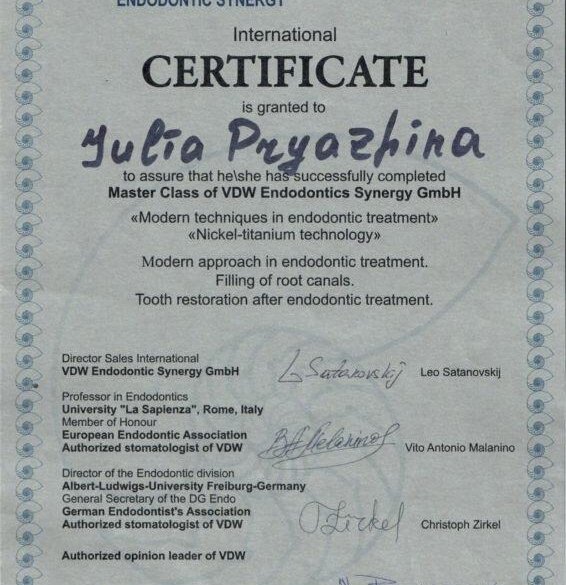 ENDODONTIC SYNERGY
International
CERTIFICATE
is granted to
Yulia Pryazhina
to assure that he\she has successfully completed
Master Class of VDW Endodontics Synergy GmbH
«Modern techniques in endodontic treatment»
«Nickel-titanium technology»
Modern approach in endodontic treatment.
Filling of root canals.
Tooth restoration after endodontic treatment.
Director Sales International
VDW Endodontic Synergy GmbH
L Satanovskij
Leo Satanovskij
Professor in Endodontics
University "La Sapienza", Rome, Italy
Member of Honour
European Endodontic Association
Authorized stomatologist of VDW
Vito Antonio Malanino
Director of the Endodontic division
Albert-Ludwigs-University Freiburg-Germany
General Secretary of the DG Endo
German Endodontist's Association
Authorized stomatologist of VDW
Zirkel
Christoph Zirkel
Authorized opinion leader of VDW